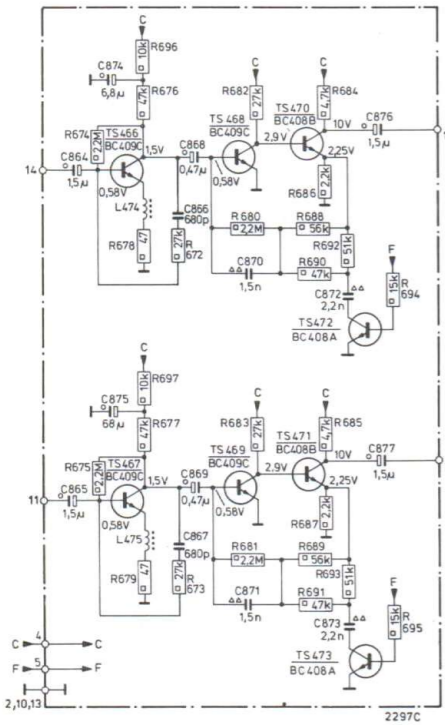 C C C
R696
10k
C874
6,8µ
R676
47k
R682
27k
TS470
BC408B
R684
4,7k
TS468
BC409C
10V
C876
1,5µ
R674
2,2M
TS466
BC409C
1,5V
C868
0,47µ
2,9V
2,25V
14
C864
1,5µ
0,58V
0,58V
2,2k
R686
L474
C866
680p
R680
2,2M
R688
56k
R678
47
27k
R
672
R692
51k
C870
1,5n
R690
47k
F
C872
2,2n
15k
R
694
TS472
BC408A
C C C
R697
10k
C875
68µ
R677
47k
R683
27k
TS471
BC408B
R685
4,7k
TS469
BC409C
10V
C877
1,5µ
R675
2,2M
TS467
BC409C
1,5V
C869
0,47µ
2,9V
2,25V
11
C865
1,5µ
0,58V
0,58V
2,2k
R687
L475
C867
680p
R681
2,2M
R689
56k
R679
47
27k
R
673
R693
51k
C871
1,5n
R691
47k
F
C873
2,2n
15k
R
695
C 4 C
F 5 F
TS473
BC408A
2,10,13
2297C